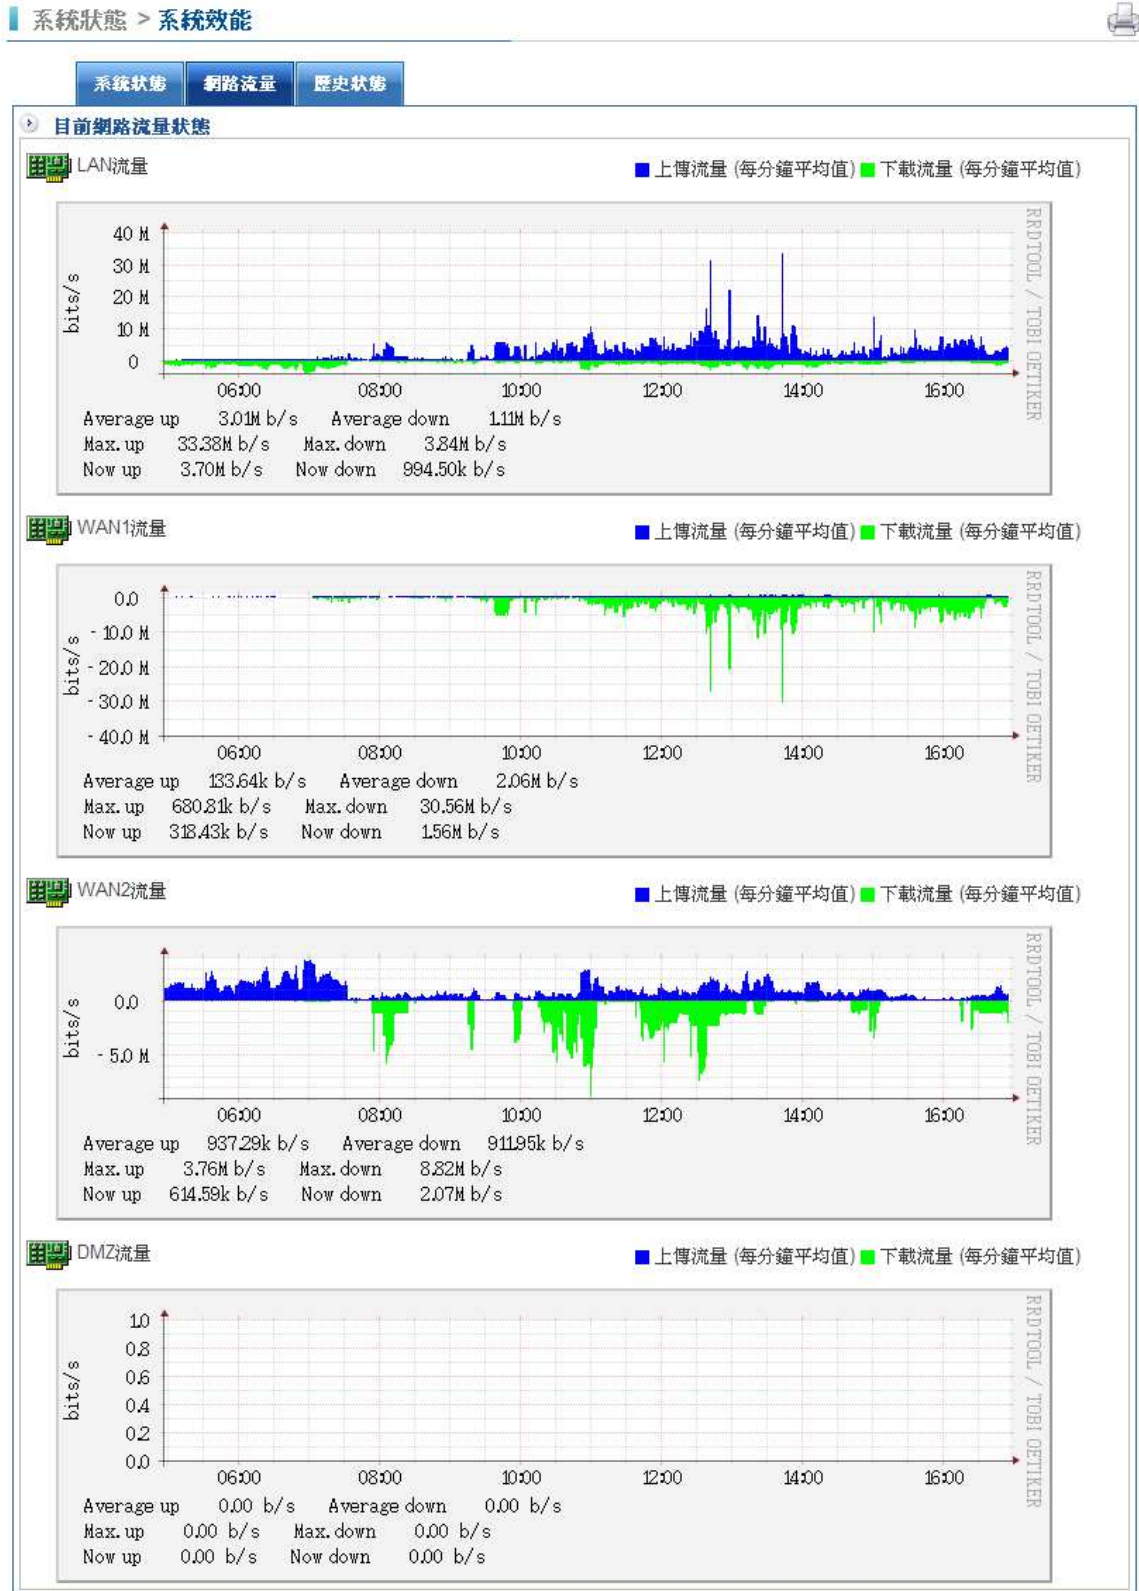 系統狀態 > 系統效能
系統狀態 網路流量 歷史狀態
目前網路流量狀態
LAN流量 上傳流量 (每分鐘平均值) 下載流量 (每分鐘平均值)
RRDTOOL / TOBI OETIKER
bits/s
40 M
30 M
20 M
10 M
0
06:00 08:00 10:00 12:00 14:00 16:00
Average up 3.01M b/s Average down 1.11M b/s
Max. up 33.38M b/s Max. down 3.84M b/s
Now up 3.70M b/s Now down 994.50k b/s
WAN1流量 上傳流量 (每分鐘平均值) 下載流量 (每分鐘平均值)
RRDTOOL / TOBI OETIKER
bits/s
0.0
- 10.0 M
- 20.0 M
- 30.0 M
- 40.0 M
06:00 08:00 10:00 12:00 14:00 16:00
Average up 133.64k b/s Average down 2.06M b/s
Max. up 680.81k b/s Max. down 30.56M b/s
Now up 318.43k b/s Now down 1.56M b/s
WAN2流量 上傳流量 (每分鐘平均值) 下載流量 (每分鐘平均值)
RRDTOOL / TOBI OETIKER
bits/s
0.0
- 5.0 M
06:00 08:00 10:00 12:00 14:00 16:00
Average up 937.29k b/s Average down 911.95k b/s
Max. up 3.76M b/s Max. down 8.82M b/s
Now up 614.59k b/s Now down 2.07M b/s
DMZ流量 上傳流量 (每分鐘平均值) 下載流量 (每分鐘平均值)
RRDTOOL / TOBI OETIKER
bits/s
1.0
0.8
0.6
0.4
0.2
0.0
06:00 08:00 10:00 12:00 14:00 16:00
Average up 0.00 b/s Average down 0.00 b/s
Max. up 0.00 b/s Max. down 0.00 b/s
Now up 0.00 b/s Now down 0.00 b/s